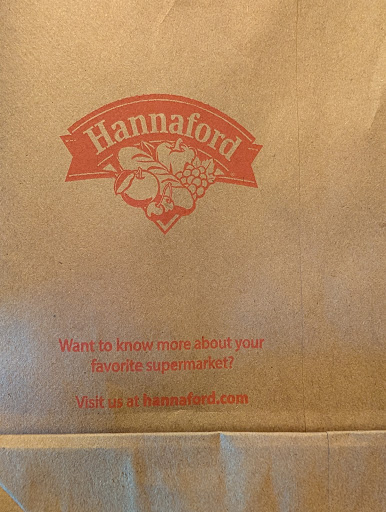 Hannaford
Want to know more about your
favorite supermarket?
Visit us at hannaford.com